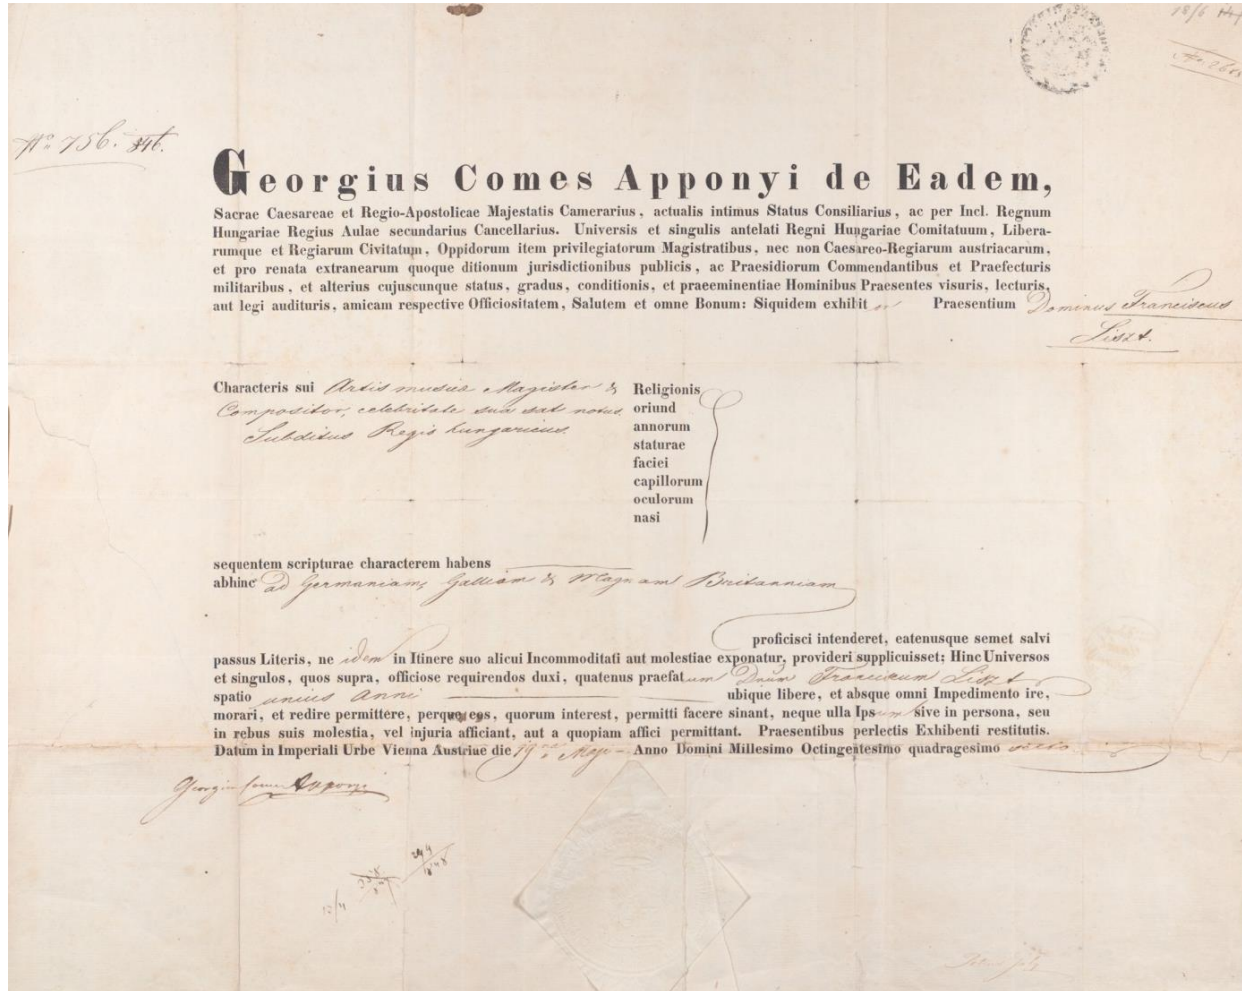 18/6
No 756. 846.
Georgius Comes Apponyi de Eadem,
Sacrae Caesareae et Regio-Apostolicae Majestatis Camerarius, actualis intimus Status Consiliarius, ac per Incl. Regnum
Hungariae Regius Aulae secundarius Cancellarius. Universis et singulis antelati Regni Hungariae Comitatuum, Libera-
rumque et Regiarum Civitatum, Oppidorum item privilegiatorum Magistratibus, nec non Caesareo-Regiarum austriacarum,
et pro renata extranearum quoque ditionum jurisdictionibus publicis, ac Praesidiorum Commendantibus et Praefecturis
militaribus, et alterius cujuscunque status, gradus, conditionis, et praeeminentiae Hominibus Praesentes visuris, lecturis,
aut legi audituris, amicam respective Officiositatem, Salutem et omne Bonum: Siquidem exhibitor Praesentium Dominus Franciscus
Liszt.
Characteris sui Artis musicae Magister &
Compositor, celebritate sua sat notus.
Subditus Regis hungaricus.
Religionis
oriund
annorum
staturae
faciei
capillorum
oculorum
nasi
sequentem scripturae characterem habens
abhinc ad Germaniam, Galliam & Magnam Britanniam
proficisci intenderet, eatenusque semet salvi
passus Literis, ne idem in Itinere suo alicui Incommoditati aut molestiae exponatur, provideri supplicuisset; Hinc Universos
et singulos, quos supra, officiose requirendos duxi, quatenus praefatum Dnum Franciscum Liszt
spatio unius Anni ubique libere, et absque omni Impedimento ire,
morari, et redire permittere, perque eos, quorum interest, permitti facere sinant, neque ulla Ipsum sive in persona, seu
in rebus suis molestia, vel injuria afficiant, aut a quopiam affici permittant. Praesentibus perlectis Exhibenti restitutis.
Datum in Imperiali Urbe Vienna Austriae die 19na Maji Anno Domini Millesimo Octingentesimo quadragesimo sexto
Georgius Comes Apponyi